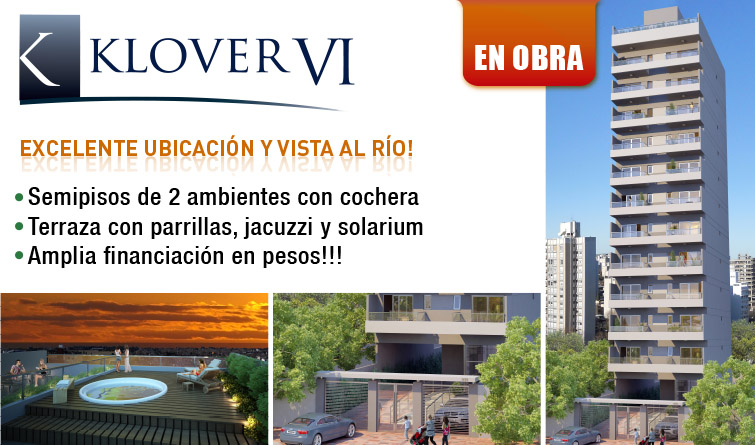 KLOVER VI
EN OBRA
EXCELENTE UBICACIÓN Y VISTA AL RÍO!
• Semipisos de 2 ambientes con cochera
• Terraza con parrillas, jacuzzi y solarium
• Amplia financiación en pesos!!!